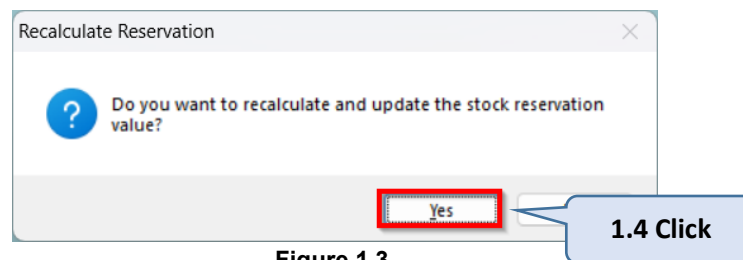 Recalculate Reservation
Do you want to recalculate and update the stock reservation
value?
Yes
1.4 Click
Figure 1.3